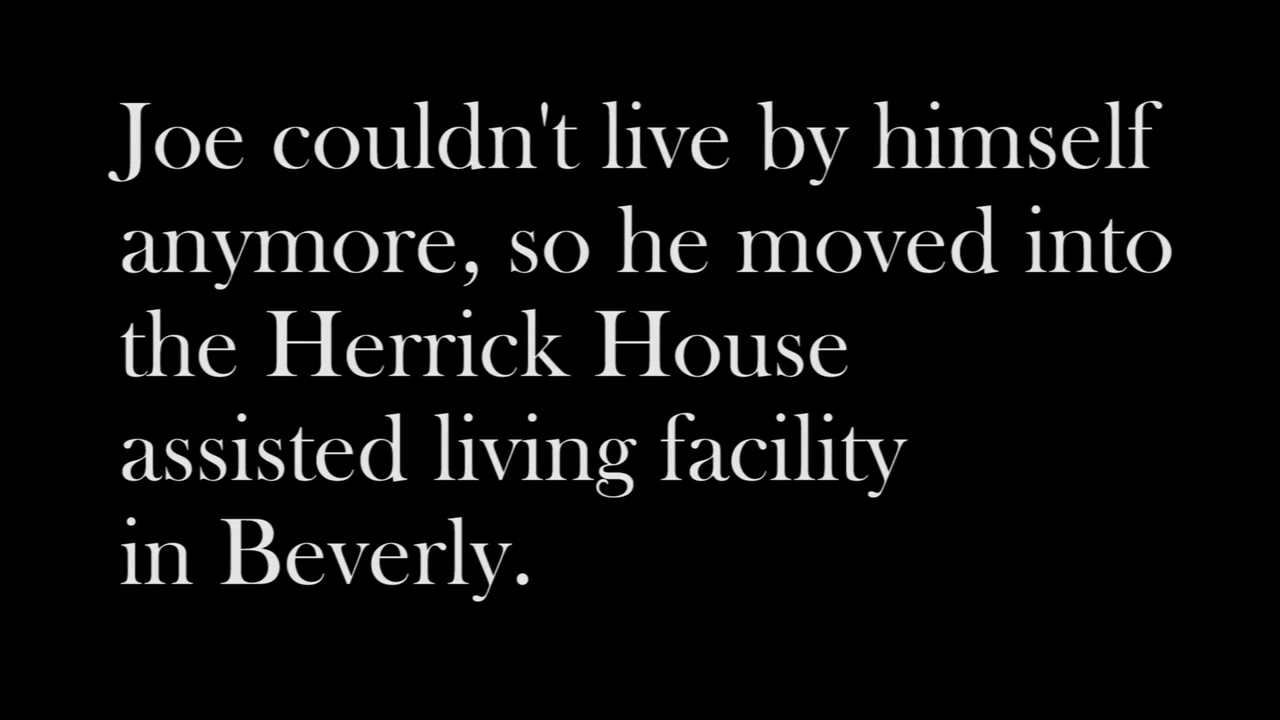 Joe couldn't live by himself
anymore, so he moved into
the Herrick House
assisted living facility
in Beverly.